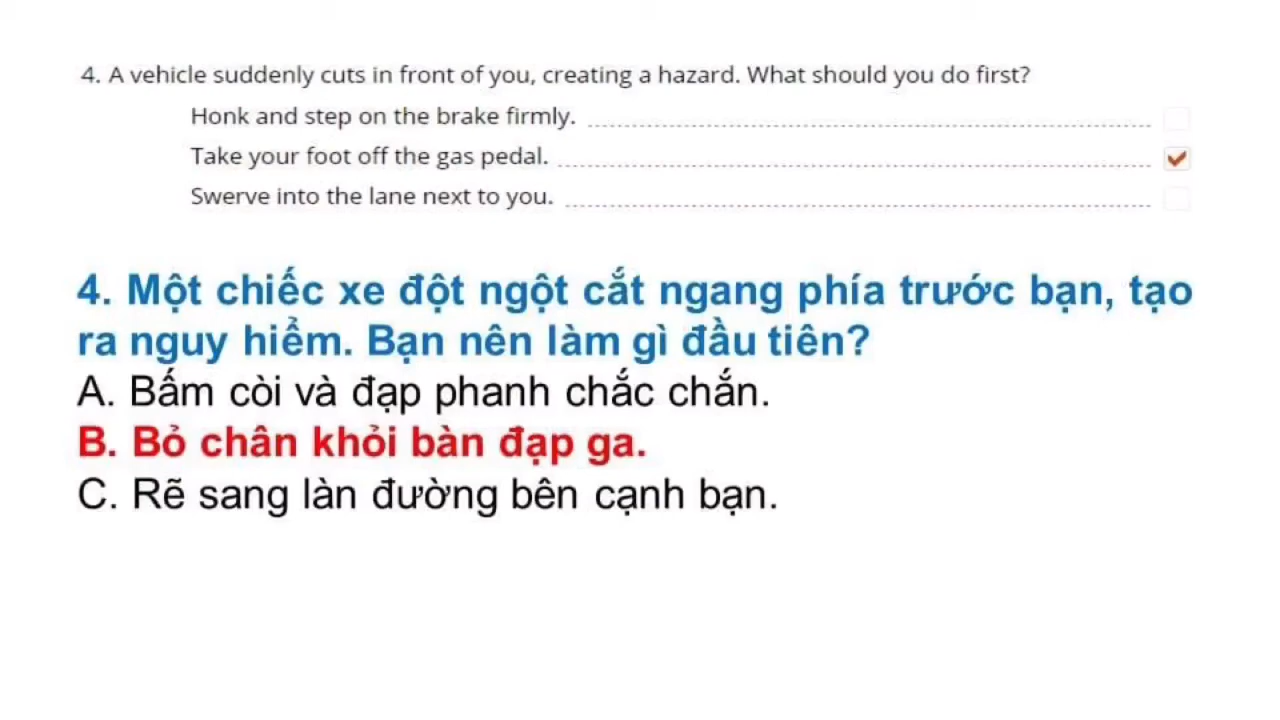 4. A vehicle suddenly cuts in front of you, creating a hazard. What should you do first?
Honk and step on the brake firmly.
Take your foot off the gas pedal.
Swerve into the lane next to you.
4. Một chiếc xe đột ngột cắt ngang phía trước bạn, tạo
ra nguy hiểm. Bạn nên làm gì đầu tiên?
A. Bấm còi và đạp phanh chắc chắn.
B. Bỏ chân khỏi bàn đạp ga.
C. Rẽ sang làn đường bên cạnh bạn.